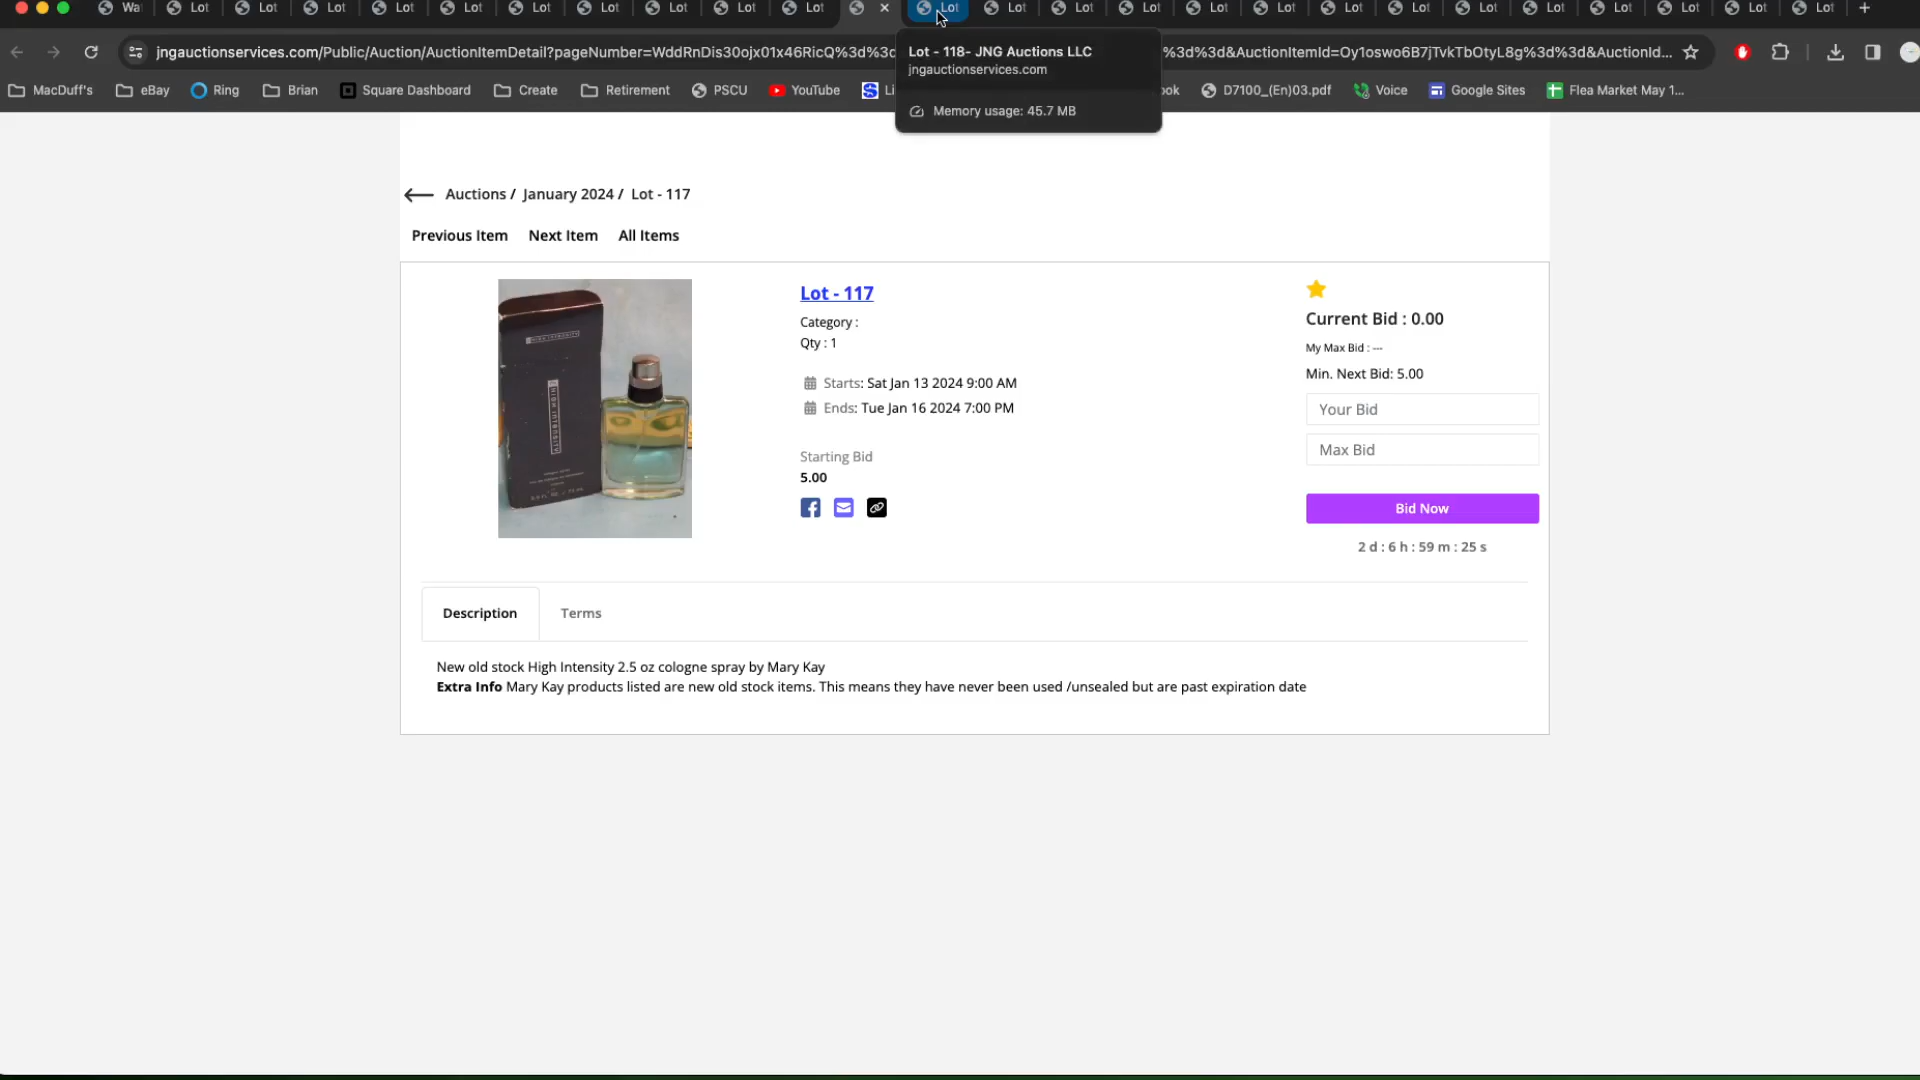 Wa Lot Lot Lot Lot Lot Lot Lot Lot Lot Lot Lot Lot Lot Lot Lot Lot Lot Lot Lot Lot Lot Lot Lot Lot
jngauctionservices.com/Public/Auction/AuctionItemDetail?pageNumber=WddRnDis30ojx01x46RicQ%3d%3d %3d%3d&AuctionItemId=Oy1oswo6B7jTvkTbOtyL8g%3d%3d&AuctionId...
Lot - 118- JNG Auctions LLC
jngauctionservices.com
Memory usage: 45.7 MB
MacDuff's eBay Ring Brian Square Dashboard Create Retirement PSCU YouTube Li ok D7100_(En)03.pdf Voice Google Sites Flea Market May 1...
Auctions / January 2024 / Lot - 117
Previous Item Next Item All Items
HIGH INTENSITY
Lot - 117
Category :
Qty : 1
Starts: Sat Jan 13 2024 9:00 AM
Ends: Tue Jan 16 2024 7:00 PM
Starting Bid
5.00
Current Bid : 0.00
My Max Bid : ---
Min. Next Bid: 5.00
Your Bid
Max Bid
Bid Now
2 d : 6 h : 59 m : 25 s
Description Terms
New old stock High Intensity 2.5 oz cologne spray by Mary Kay
Extra Info Mary Kay products listed are new old stock items. This means they have never been used /unsealed but are past expiration date